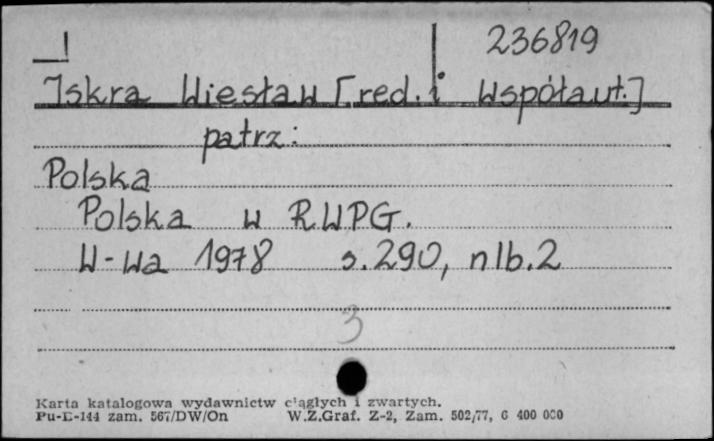 236819
Iskra Wiesław [red. i współaut.]
patrz:
Polska
Polska w RWPG.
W-wa 1978 s. 290, nlb. 2
3
Karta katalogowa wydawnictw ciągłych i zwartych.
Pu-K-144 zam. 567/DW/On W.Z.Graf. Z-2, Zam. 502/77, 6 400 000